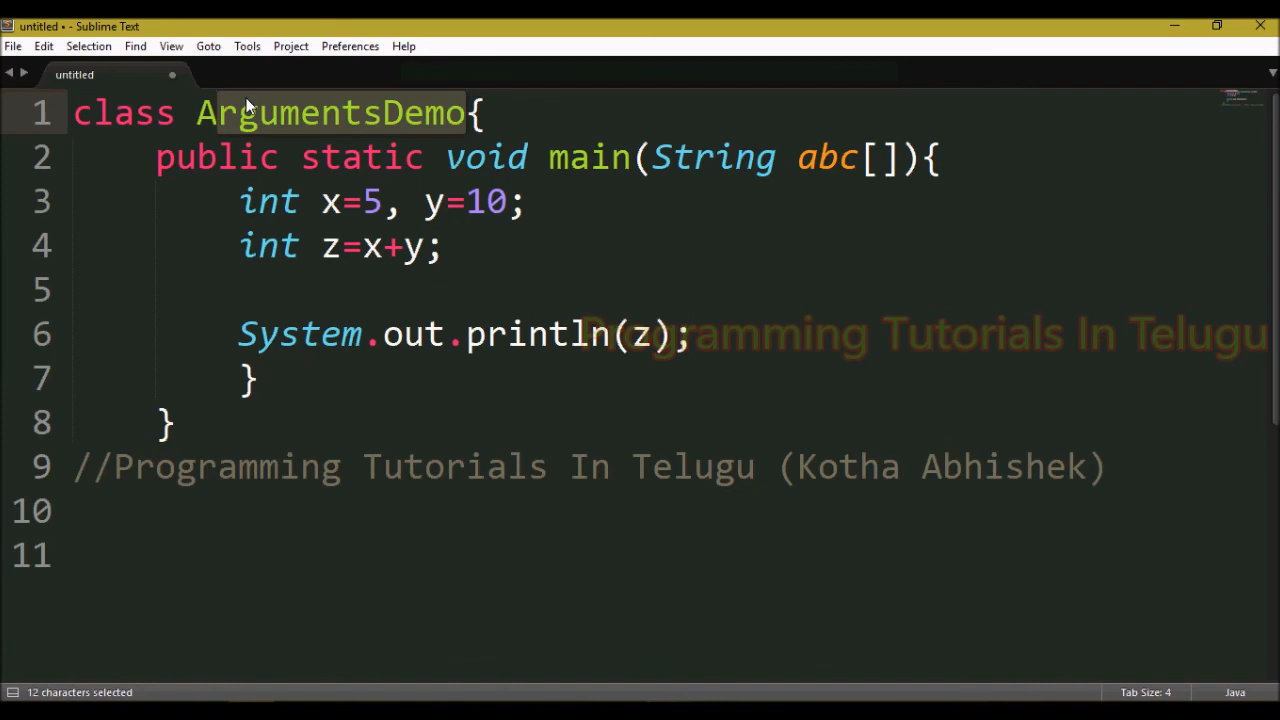 untitled • - Sublime Text
File Edit Selection Find View Goto Tools Project Preferences Help
untitled
1 class ArgumentsDemo{
2 public static void main(String abc[]){
3 int x=5, y=10;
4 int z=x+y;
5
6 System.out.println(z);
Programming Tutorials In Telugu
7 }
8 }
9 //Programming Tutorials In Telugu (Kotha Abhishek)
10
11
12 characters selected Tab Size: 4 Java